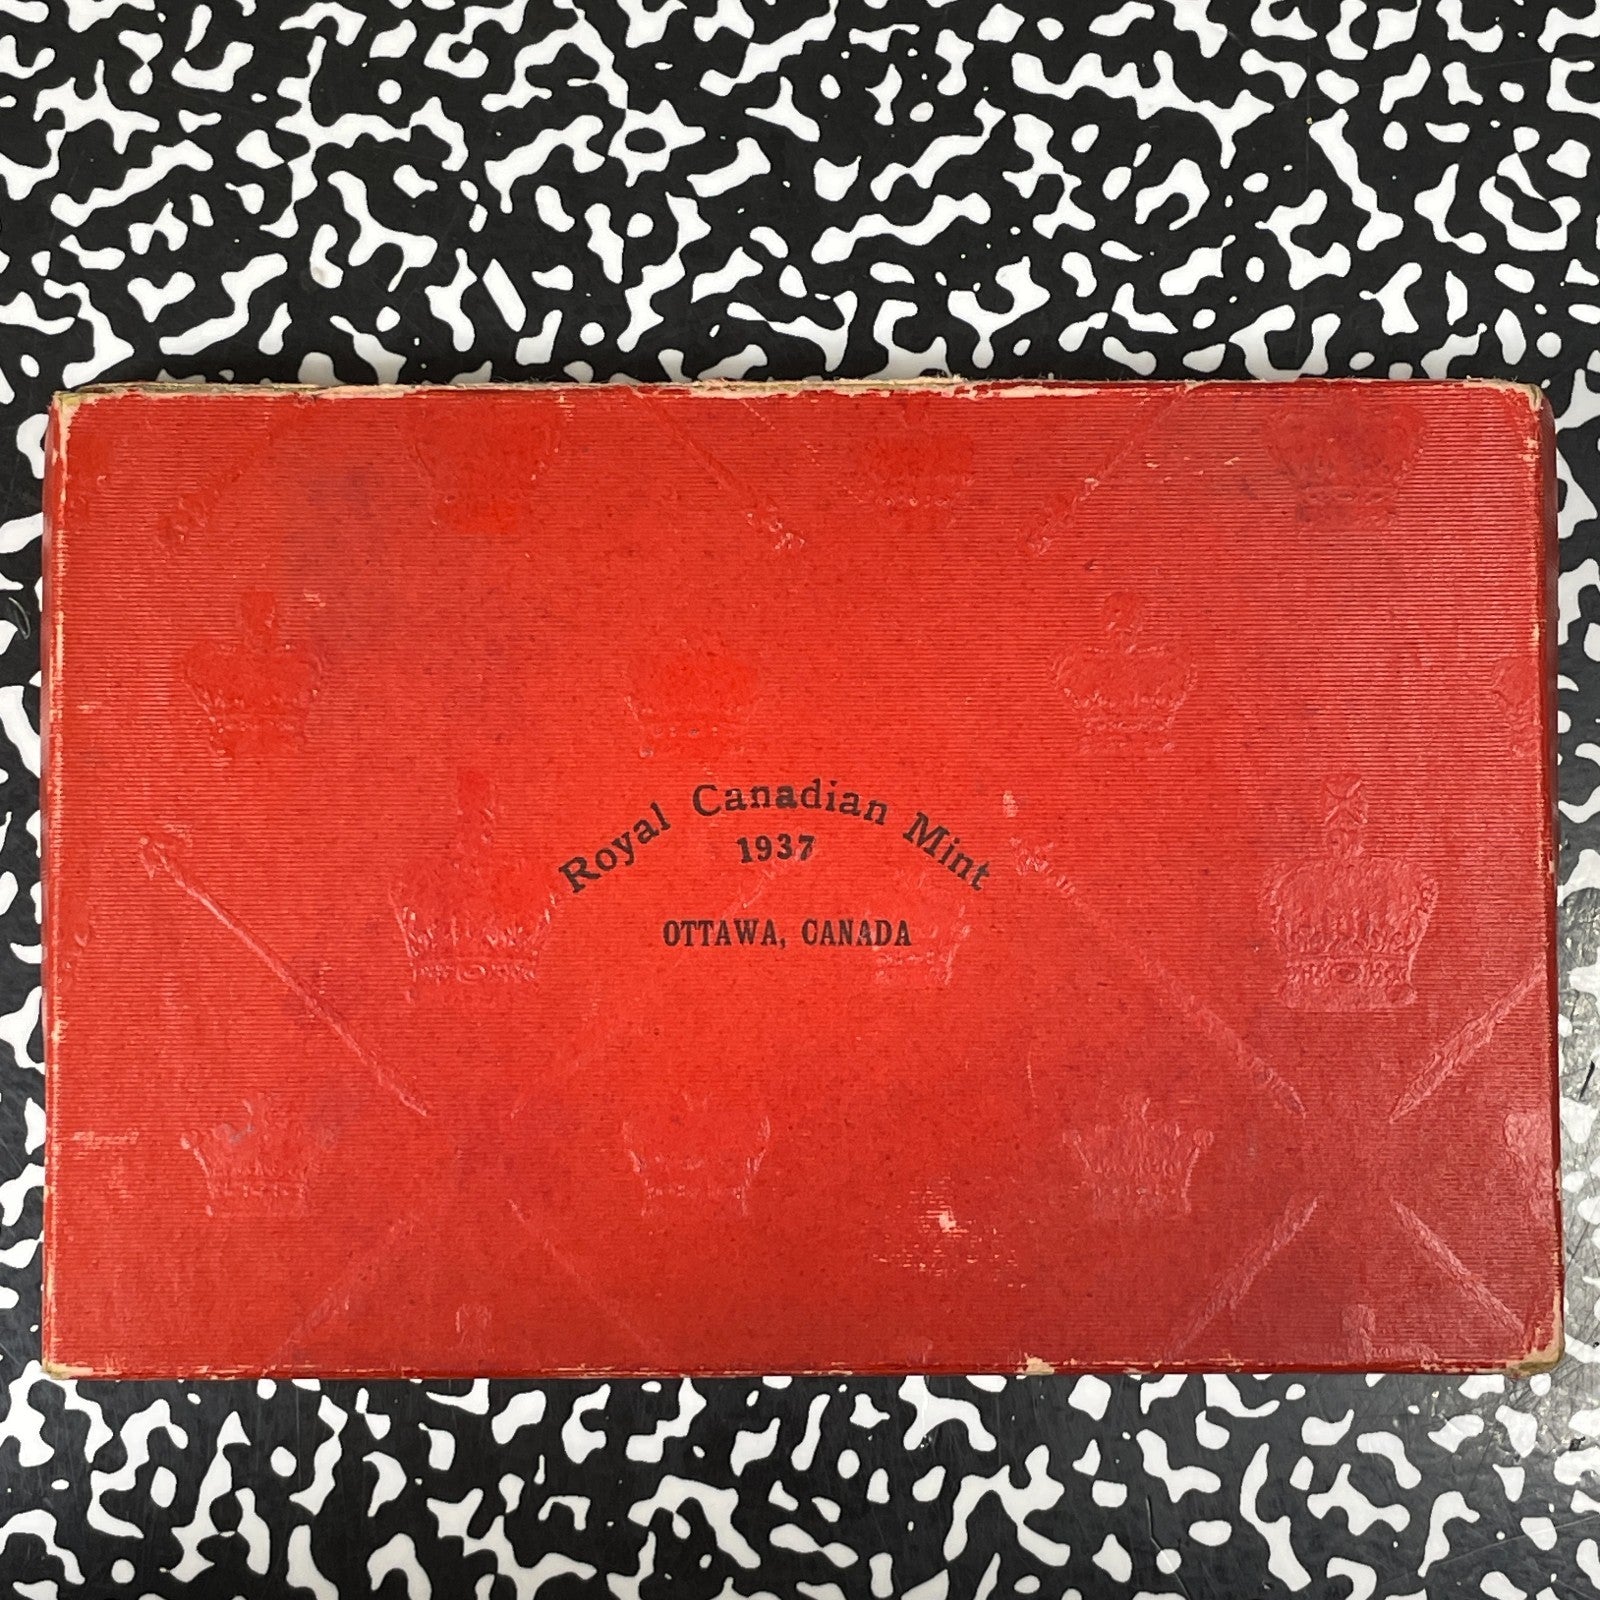 Royal Canadian Mint
1937
OTTAWA, CANADA